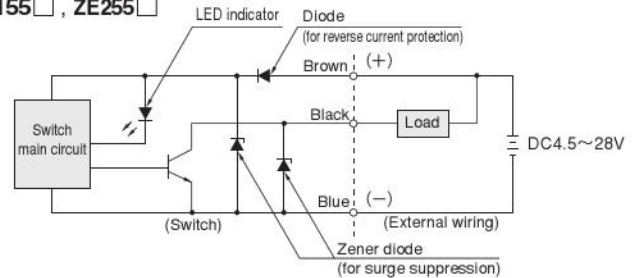 155□ , ZE255□
LED indicator
Diode
(for reverse current protection)
Brown (+)
Black
Load
Switch
main circuit
DC4.5～28V
Blue (−)
(Switch)
(External wiring)
Zener diode
(for surge suppression)